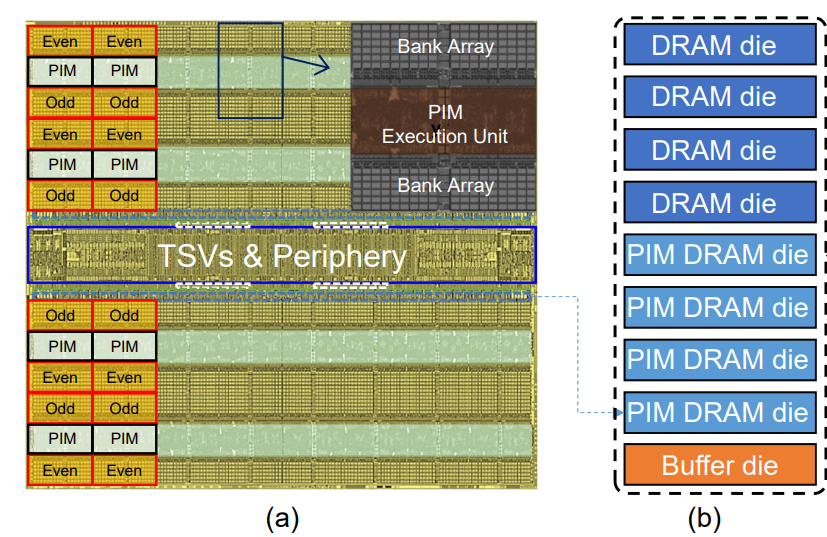 Even Even
PIM PIM
Odd Odd
Even Even
PIM PIM
Odd Odd
Bank Array
PIM
Execution Unit
Bank Array
TSVs & Periphery
Odd Odd
PIM PIM
Even Even
Odd Odd
PIM PIM
Even Even
(a)
DRAM die
DRAM die
DRAM die
DRAM die
PIM DRAM die
PIM DRAM die
PIM DRAM die
PIM DRAM die
Buffer die
(b)